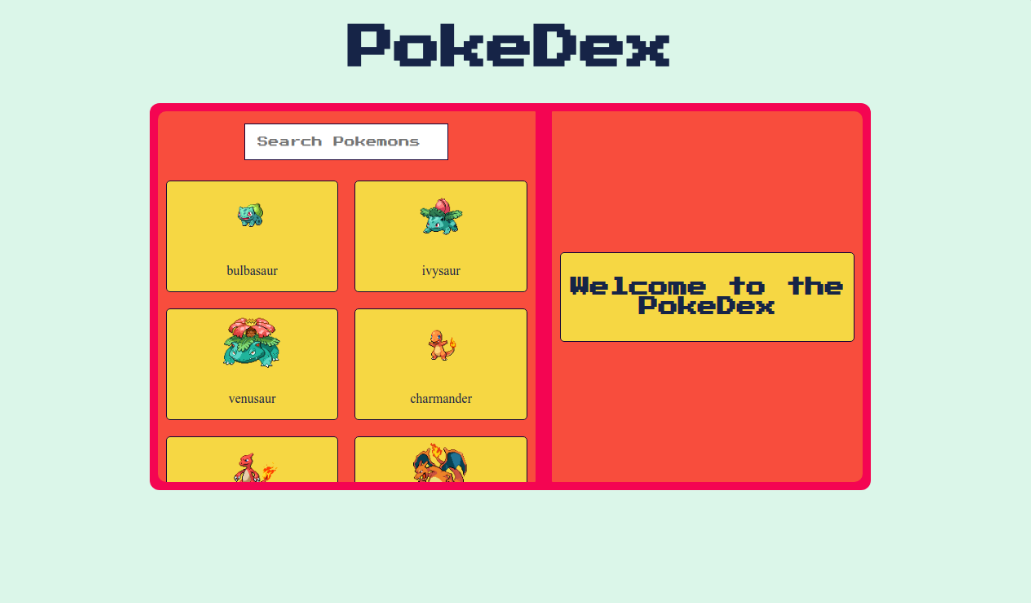 PokeDex
Search Pokemons
bulbasaur
ivysaur
venusaur
charmander
Welcome to the
PokeDex